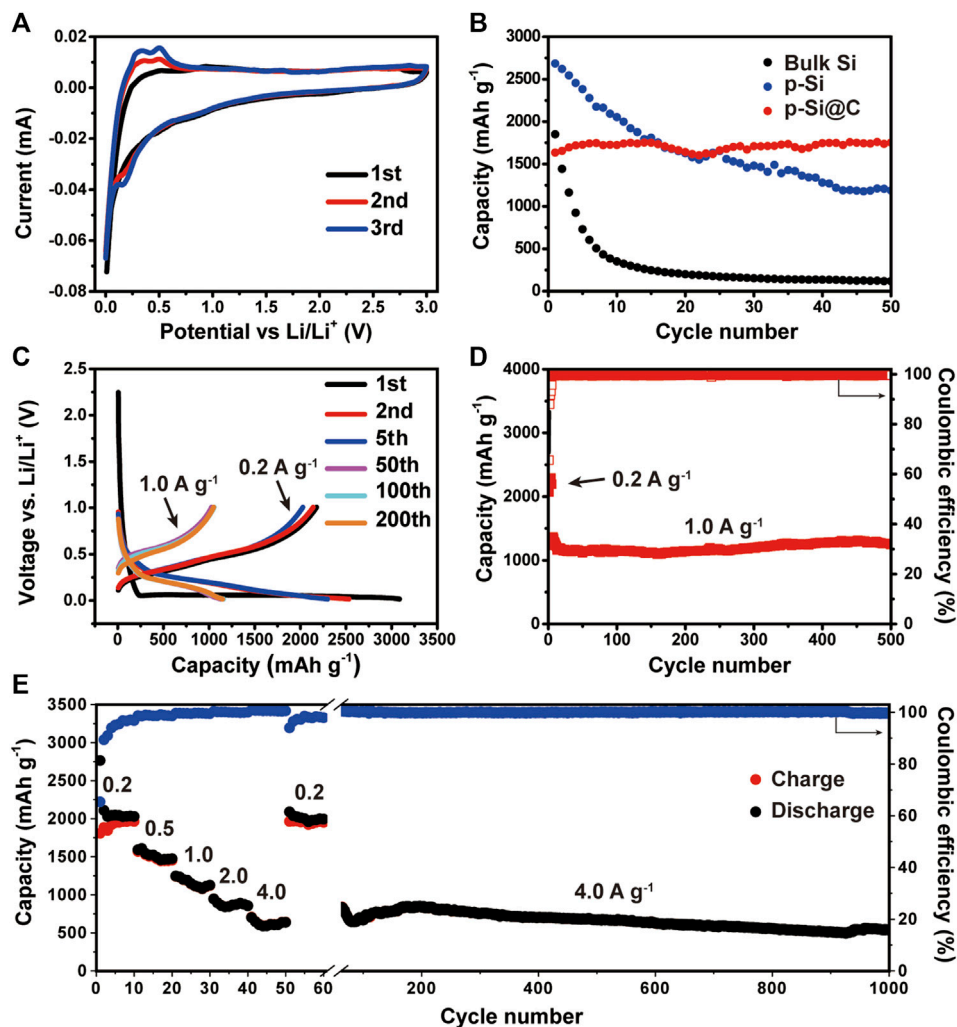 A
0.02
0.00
-0.02
-0.04
-0.06
-0.08
Current (mA)
1st
2nd
3rd
0.0 0.5 1.0 1.5 2.0 2.5 3.0
Potential vs Li/Li⁺ (V)
B
3000
2500
2000
1500
1000
500
0
Capacity (mAh g⁻¹)
Bulk Si
p-Si
p-Si@C
0 10 20 30 40 50
Cycle number
C
2.5
2.0
1.5
1.0
0.5
0.0
Voltage vs. Li/Li⁺ (V)
1st
2nd
5th
50th
100th
200th
1.0 A g⁻¹
0.2 A g⁻¹
0 500 1000 1500 2000 2500 3000 3500
Capacity (mAh g⁻¹)
D
4000
3000
2000
1000
0
Capacity (mAh g⁻¹)
0.2 A g⁻¹
1.0 A g⁻¹
100
80
60
40
20
0
Coulombic efficiency (%)
0 100 200 300 400 500
Cycle number
E
3500
3000
2500
2000
1500
1000
500
0
Capacity (mAh g⁻¹)
0.2
0.5
1.0
2.0
4.0
0.2
4.0 A g⁻¹
Charge
Discharge
100
80
60
40
20
0
Coulombic efficiency (%)
0 10 20 30 40 50 60 200 400 600 800 1000
Cycle number